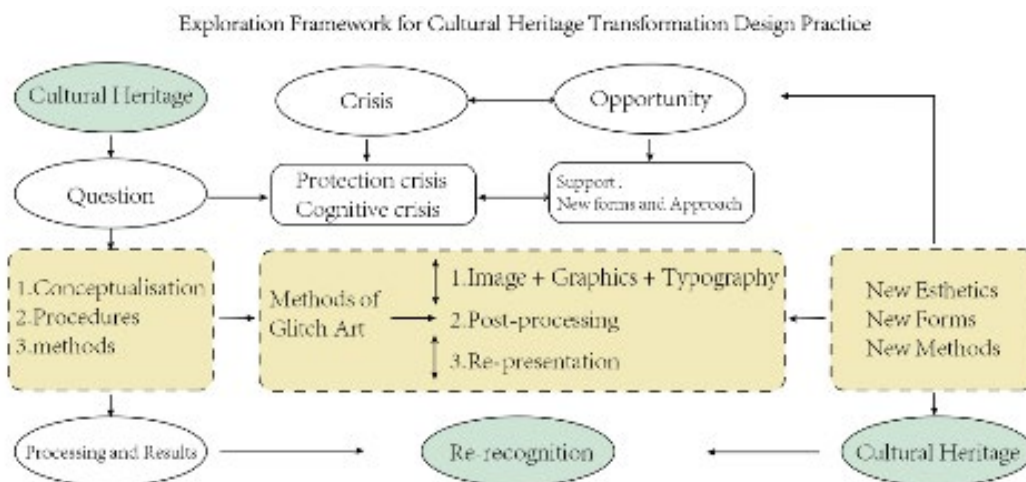 Exploration Framework for Cultural Heritage Transformation Design Practice
Cultural Heritage
Crisis
Opportunity
Question
Protection crisis
Cognitive crisis
Support .
New forms and Approach
1.Conceptualisation
2.Procedures
3.methods
Methods of
Glitch Art
1.Image + Graphics + Typography
2.Post-processing
3.Re-presentation
New Esthetics
New Forms
New Methods
Processing and Results
Re-recognition
Cultural Heritage